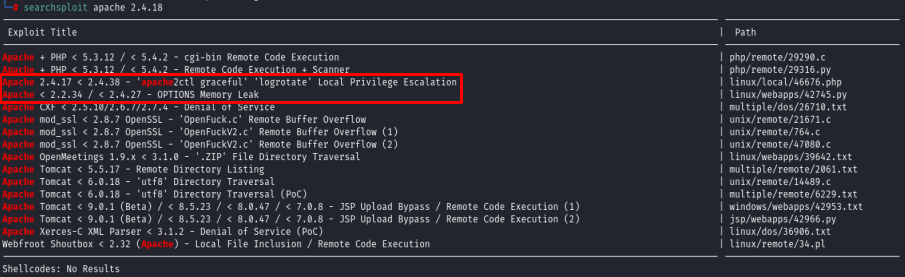 # searchsploit apache 2.4.18
Exploit Title | Path
Apache + PHP < 5.3.12 / < 5.4.2 - cgi-bin Remote Code Execution | php/remote/29290.c
Apache + PHP < 5.3.12 / < 5.4.2 - Remote Code Execution + Scanner | php/remote/29316.py
Apache 2.4.17 < 2.4.38 - 'apache2ctl graceful' 'logrotate' Local Privilege Escalation | linux/local/46676.php
Apache < 2.2.34 / < 2.4.27 - OPTIONS Memory Leak | linux/webapps/42745.py
Apache CXF < 2.5.10/2.6.7/2.7.4 - Denial of Service | multiple/dos/26710.txt
Apache mod_ssl < 2.8.7 OpenSSL - 'OpenFuck.c' Remote Buffer Overflow | unix/remote/21671.c
Apache mod_ssl < 2.8.7 OpenSSL - 'OpenFuckV2.c' Remote Buffer Overflow (1) | unix/remote/764.c
Apache mod_ssl < 2.8.7 OpenSSL - 'OpenFuckV2.c' Remote Buffer Overflow (2) | unix/remote/47080.c
Apache OpenMeetings 1.9.x < 3.1.0 - '.ZIP' File Directory Traversal | linux/webapps/39642.txt
Apache Tomcat < 5.5.17 - Remote Directory Listing | multiple/remote/2061.txt
Apache Tomcat < 6.0.18 - 'utf8' Directory Traversal | unix/remote/14489.c
Apache Tomcat < 6.0.18 - 'utf8' Directory Traversal (PoC) | multiple/remote/6229.txt
Apache Tomcat < 9.0.1 (Beta) / < 8.5.23 / < 8.0.47 / < 7.0.8 - JSP Upload Bypass / Remote Code Execution (1) | windows/webapps/42953.txt
Apache Tomcat < 9.0.1 (Beta) / < 8.5.23 / < 8.0.47 / < 7.0.8 - JSP Upload Bypass / Remote Code Execution (2) | jsp/webapps/42966.py
Apache Xerces-C XML Parser < 3.1.2 - Denial of Service (PoC) | linux/dos/36906.txt
Webfroot Shoutbox < 2.32 (Apache) - Local File Inclusion / Remote Code Execution | linux/remote/34.pl
Shellcodes: No Results